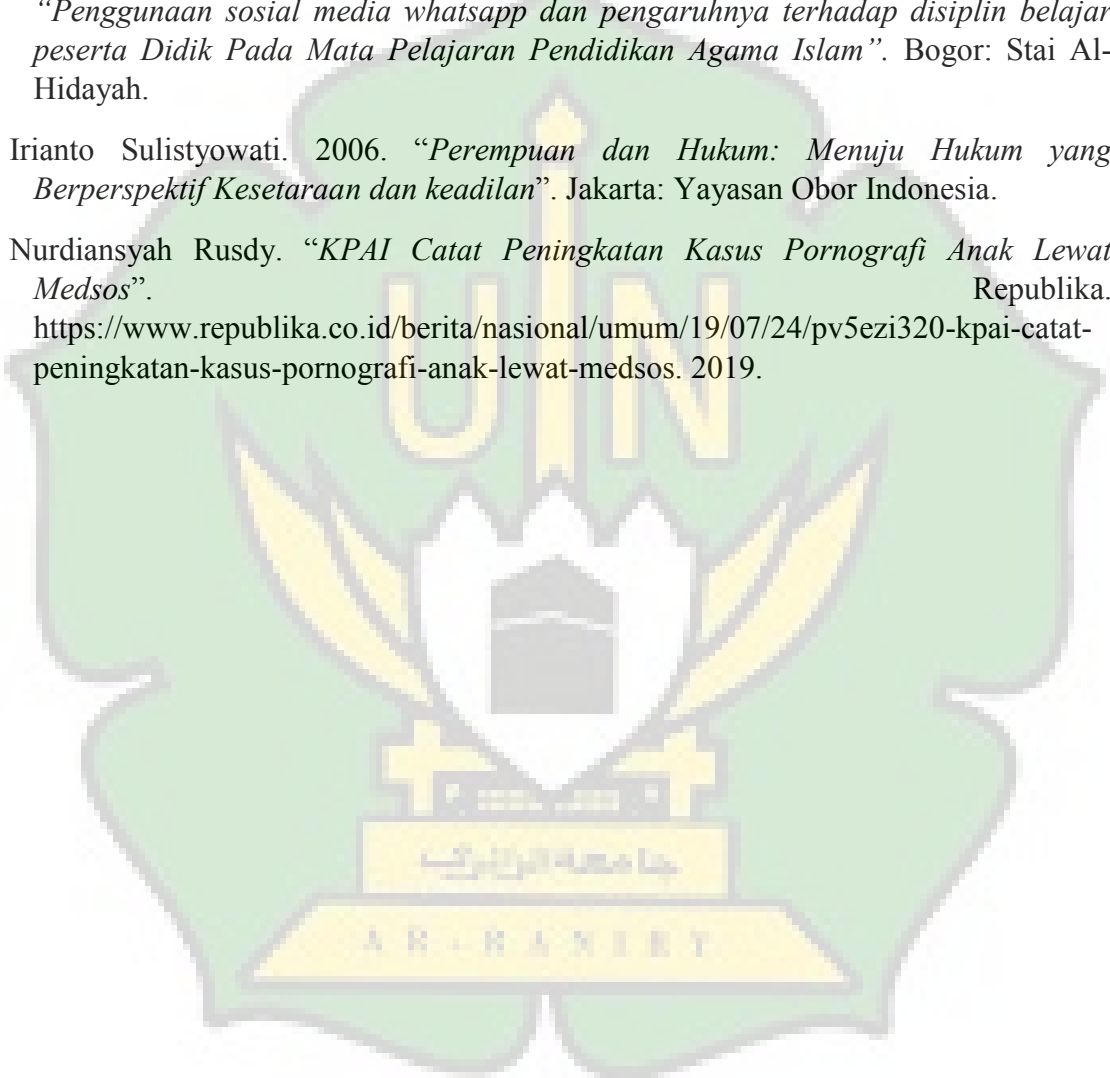 “Penggunaan sosial media whatsapp dan pengaruhnya terhadap disiplin belajar
peserta Didik Pada Mata Pelajaran Pendidikan Agama Islam”. Bogor: Stai Al-
Hidayah.
Irianto Sulistyowati. 2006. “Perempuan dan Hukum: Menuju Hukum yang
Berperspektif Kesetaraan dan keadilan”. Jakarta: Yayasan Obor Indonesia.
Nurdiansyah Rusdy. “KPAI Catat Peningkatan Kasus Pornografi Anak Lewat
Medsos”. Republika.
https://www.republika.co.id/berita/nasional/umum/19/07/24/pv5ezi320-kpai-catat-
peningkatan-kasus-pornografi-anak-lewat-medsos. 2019.
UIN
جامعة الرانيري
AR-RANIRY